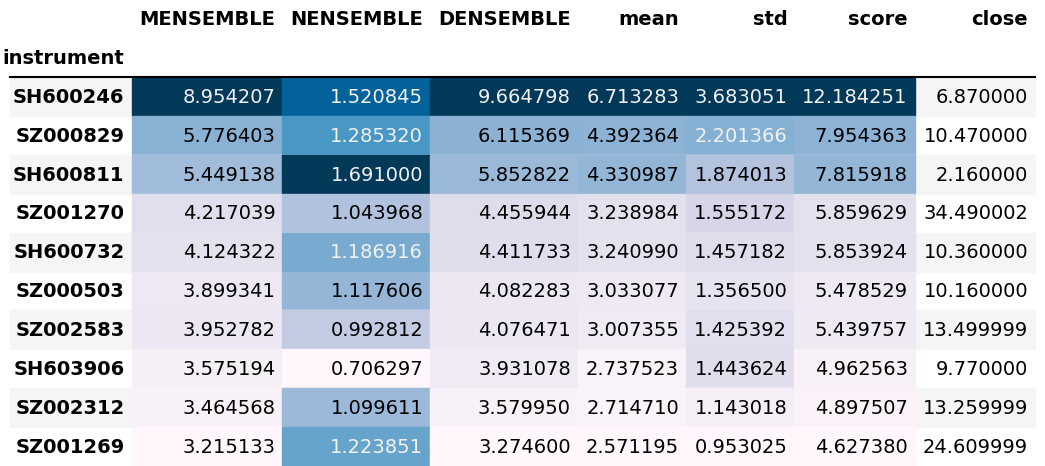 MENSEMBLE NENSEMBLE DENSEMBLE mean std score close
instrument
SH600246 8.954207 1.520845 9.664798 6.713283 3.683051 12.184251 6.870000
SZ000829 5.776403 1.285320 6.115369 4.392364 2.201366 7.954363 10.470000
SH600811 5.449138 1.691000 5.852822 4.330987 1.874013 7.815918 2.160000
SZ001270 4.217039 1.043968 4.455944 3.238984 1.555172 5.859629 34.490002
SH600732 4.124322 1.186916 4.411733 3.240990 1.457182 5.853924 10.360000
SZ000503 3.899341 1.117606 4.082283 3.033077 1.356500 5.478529 10.160000
SZ002583 3.952782 0.992812 4.076471 3.007355 1.425392 5.439757 13.499999
SH603906 3.575194 0.706297 3.931078 2.737523 1.443624 4.962563 9.770000
SZ002312 3.464568 1.099611 3.579950 2.714710 1.143018 4.897507 13.259999
SZ001269 3.215133 1.223851 3.274600 2.571195 0.953025 4.627380 24.609999